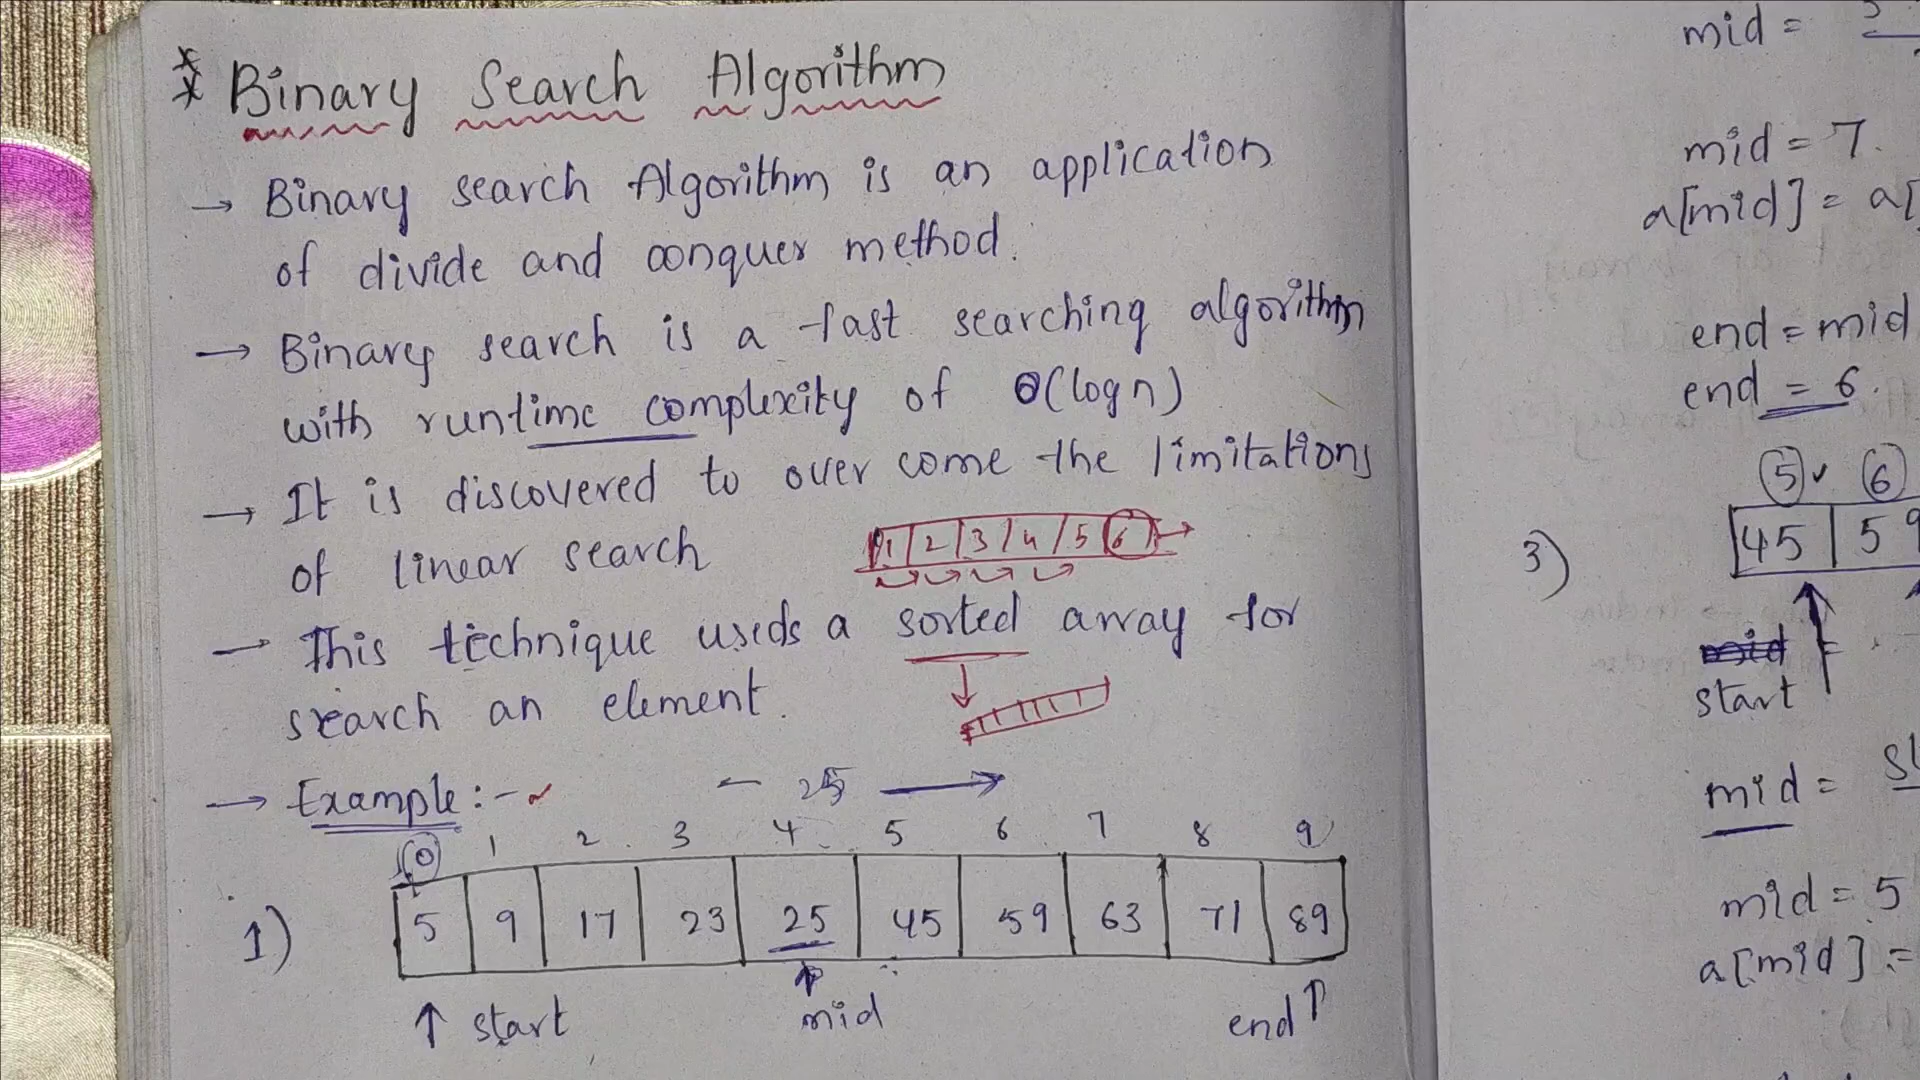 Binary Search Algorithm
→ Binary search Algorithm is an application
of divide and conquer method.
→ Binary search is a fast searching algorithm
with runtime complexity of O(log n)
→ It is discovered to over come the limitations
of linear search
1 2 3 4 5 6 →
→ This technique useds a sorted array for
search an element.
→ Example :-
← 25 →
0 1 2 3 4 5 6 7 8 9
1) 5 9 17 23 25 45 59 63 71 89
↑ start mid end ↑
mid =
mid = 7.
a[mid] = a[
end = mid
end = 6.
5 ✓ 6
3) 45 59
mid
start
mid =
mid = 5
a[mid] =